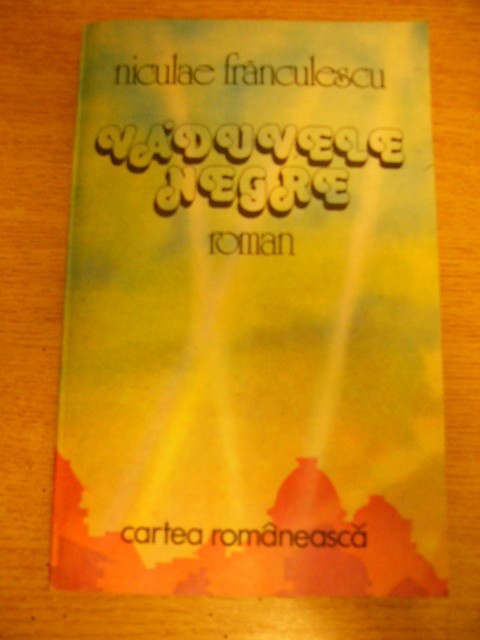 niculae frânculescu
VĂDUVELE
NEGRE
roman
cartea românească